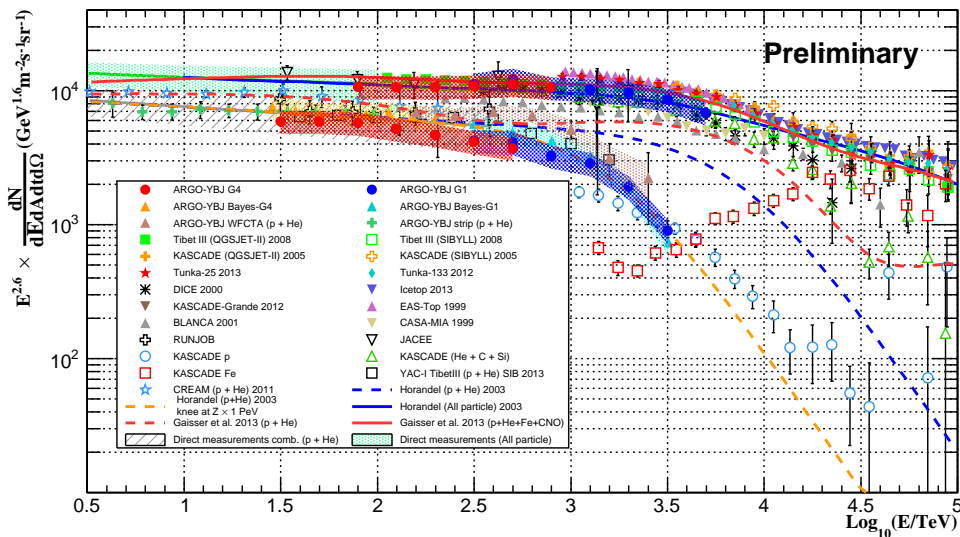 E^2.6 × dN/dEdAdtdΩ (GeV^1.6 m^-2 s^-1 sr^-1)
10^4
10^3
10^2
Preliminary
ARGO-YBJ G4
ARGO-YBJ G1
ARGO-YBJ Bayes-G4
ARGO-YBJ Bayes-G1
ARGO-YBJ WFCTA (p + He)
ARGO-YBJ strip (p + He)
Tibet III (QGSJET-II) 2008
Tibet III (SIBYLL) 2008
KASCADE (QGSJET-II) 2005
KASCADE (SIBYLL) 2005
Tunka-25 2013
Tunka-133 2012
DICE 2000
Icetop 2013
KASCADE-Grande 2012
EAS-Top 1999
BLANCA 2001
CASA-MIA 1999
RUNJOB
JACEE
KASCADE p
KASCADE (He + C + Si)
KASCADE Fe
YAC-I TibetIII (p + He) SIB 2013
CREAM (p + He) 2011
Horandel (p + He) 2003
Horandel (p+He) 2003
knee at Z × 1 PeV
Horandel (All particle) 2003
Gaisser et al. 2013 (p + He)
Gaisser et al. 2013 (p+He+Fe+CNO)
Direct measurements comb. (p + He)
Direct measurements (All particle)
0.5 1 1.5 2 2.5 3 3.5 4 4.5 5
Log10(E/TeV)